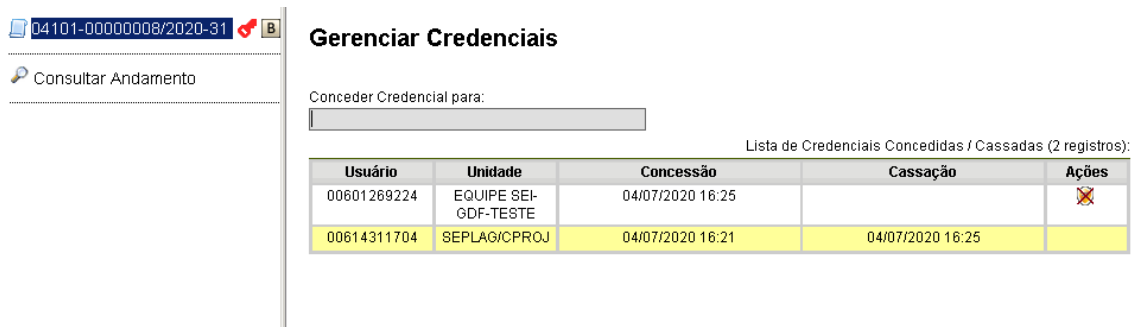 04101-00000008/2020-31 B
Consultar Andamento
Gerenciar Credenciais
Conceder Credencial para:
Lista de Credenciais Concedidas / Cassadas (2 registros):
Usuário Unidade Concessão Cassação Ações
00601269224 EQUIPE SEI-GDF-TESTE 04/07/2020 16:25
00614311704 SEPLAG/CPROJ 04/07/2020 16:21 04/07/2020 16:25